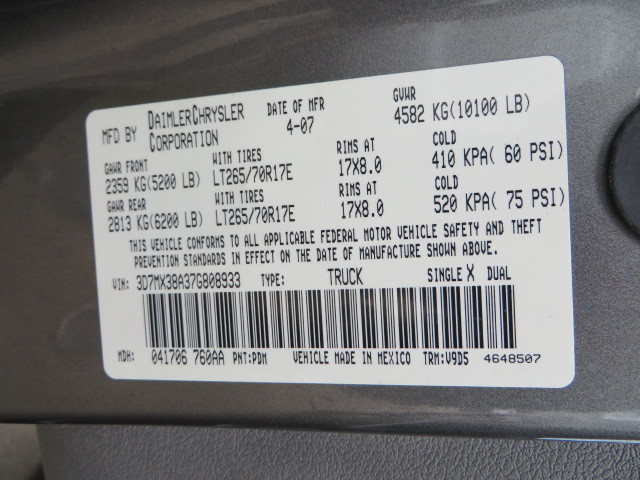 MFD BY DAIMLERCHRYSLER CORPORATION DATE OF MFR 4-07 GVWR 4582 KG(10100 LB)
GAWR FRONT WITH TIRES RIMS AT COLD
2359 KG(5200 LB) LT265/70R17E 17X8.0 410 KPA( 60 PSI)
GAWR REAR WITH TIRES RIMS AT COLD
2813 KG(6200 LB) LT265/70R17E 17X8.0 520 KPA( 75 PSI)
THIS VEHICLE CONFORMS TO ALL APPLICABLE FEDERAL MOTOR VEHICLE SAFETY AND THEFT
PREVENTION STANDARDS IN EFFECT ON THE DATE OF MANUFACTURE SHOWN ABOVE.
VIN: 3D7MX38A37G808933 TYPE: TRUCK SINGLE X DUAL
MDH: 041706 760AA PNT:PDM VEHICLE MADE IN MEXICO TRM:V9D5 4648507